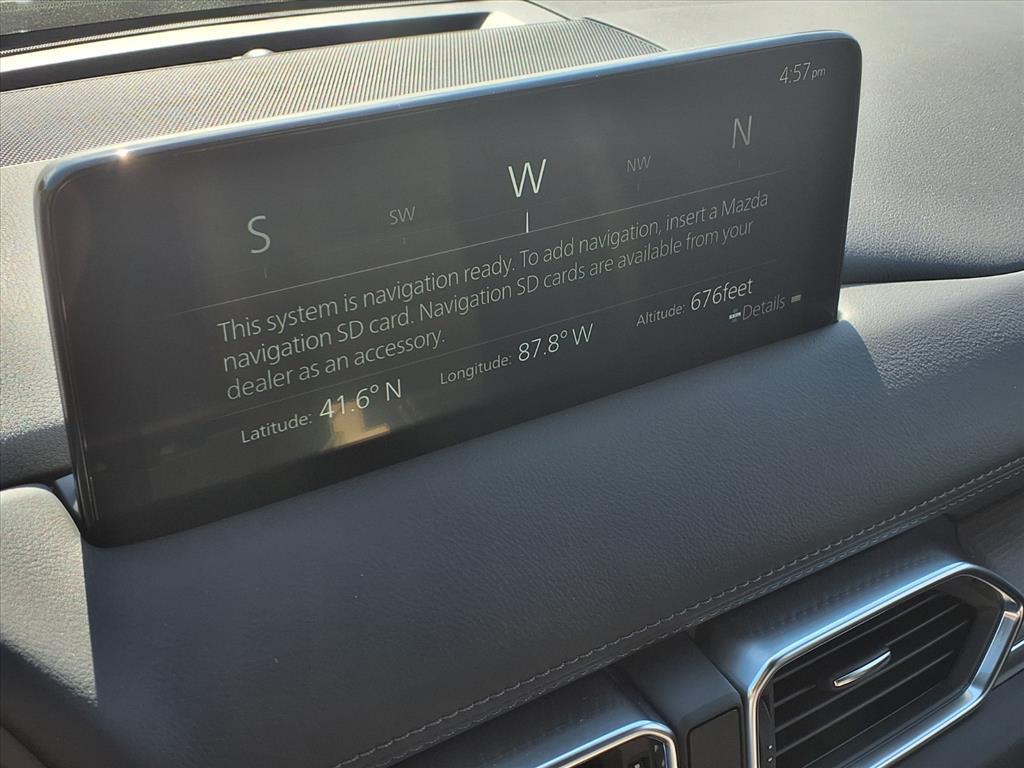 4:57pm
S SW W NW N
This system is navigation ready. To add navigation, insert a Mazda
navigation SD card. Navigation SD cards are available from your
dealer as an accessory.
Latitude: 41.6° N Longitude: 87.8° W Altitude: 676feet
Details